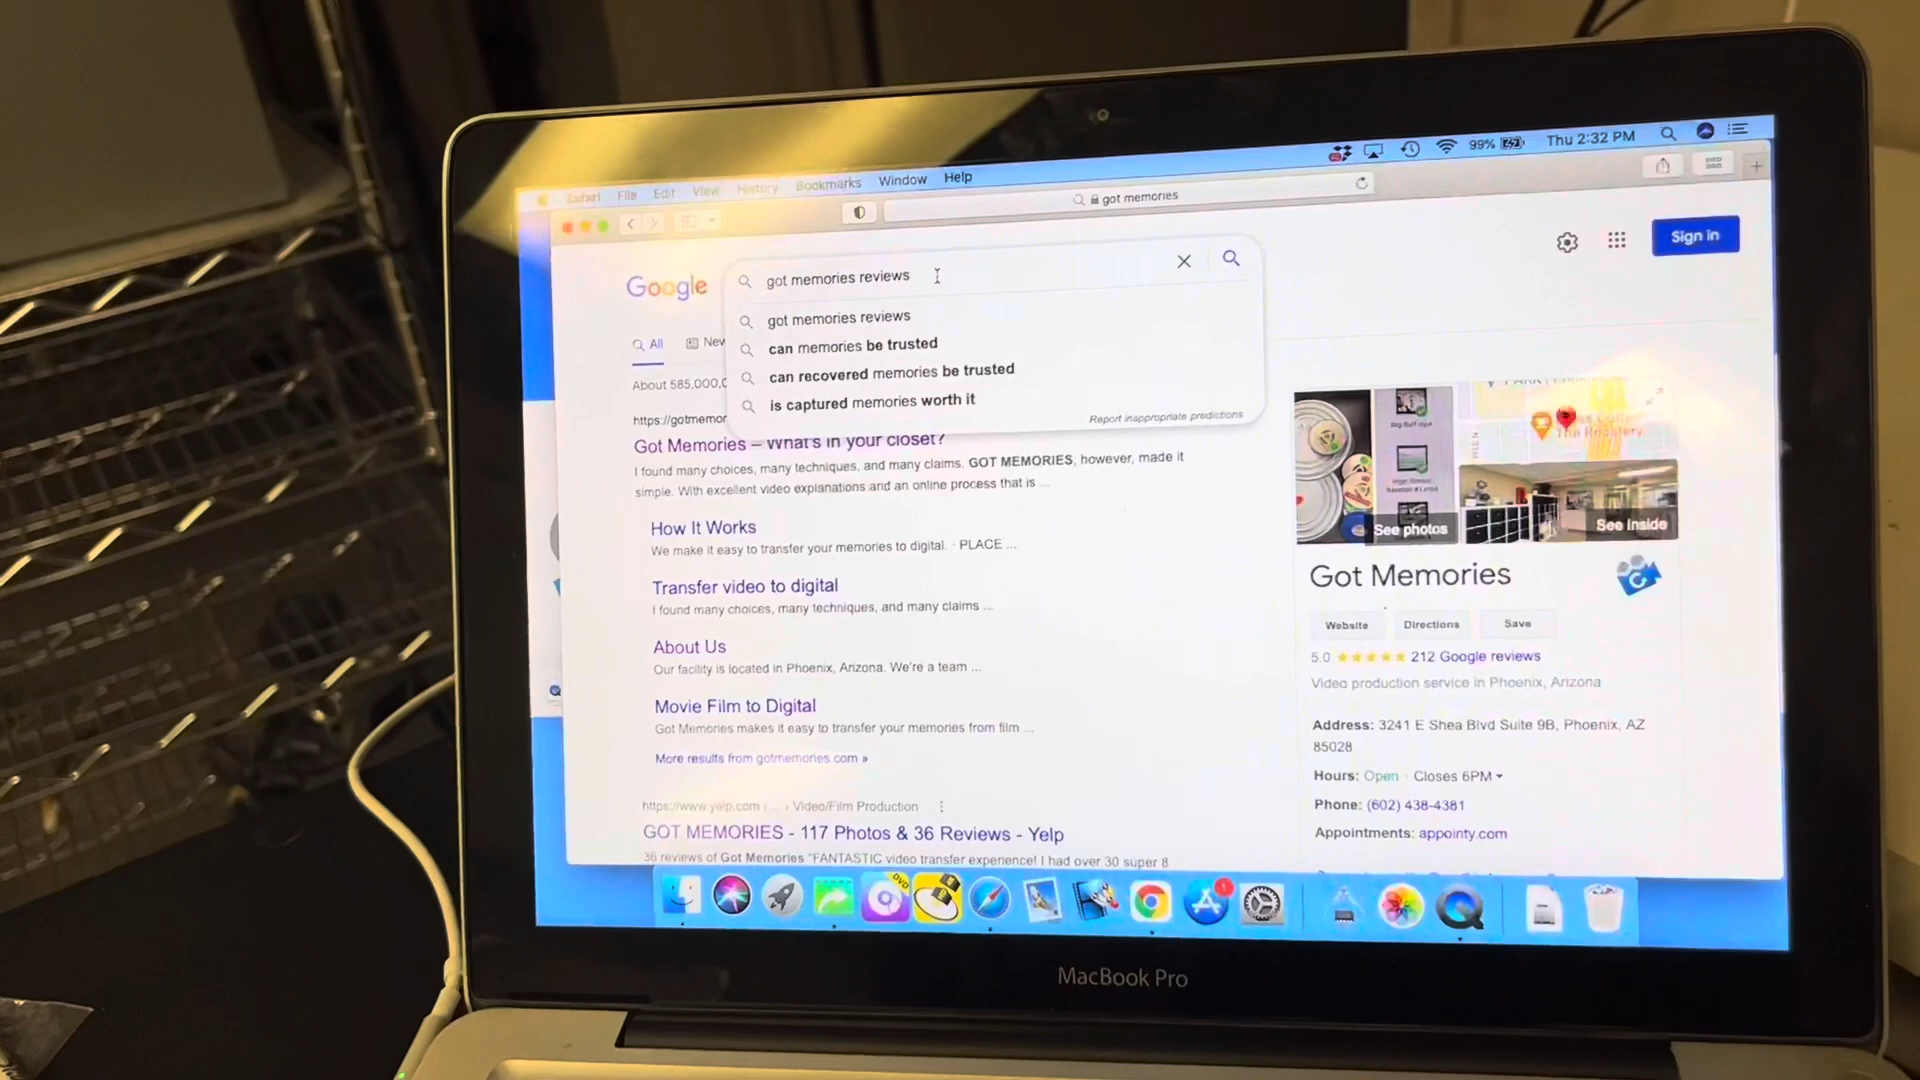 Safari File Edit View History Bookmarks Window Help
99% Thu 2:32 PM
got memories
Google
got memories reviews
Sign in
got memories reviews
can memories be trusted
can recovered memories be trusted
is captured memories worth it
Report inappropriate predictions
All New
About 585,000,0
https://gotmemor
Got Memories – What's in your closet?
I found many choices, many techniques, and many claims. GOT MEMORIES, however, made it
simple. With excellent video explanations and an online process that is ...
How It Works
We make it easy to transfer your memories to digital. · PLACE ...
Transfer video to digital
I found many choices, many techniques, and many claims ...
About Us
Our facility is located in Phoenix, Arizona. We're a team ...
Movie Film to Digital
Got Memories makes it easy to transfer your memories from film ...
More results from gotmemories.com »
https://www.yelp.com › ... › Video/Film Production
GOT MEMORIES - 117 Photos & 36 Reviews - Yelp
36 reviews of Got Memories "FANTASTIC video transfer experience! I had over 30 super 8
The Roastery
See photos
See inside
Got Memories
Website Directions Save
5.0 212 Google reviews
Video production service in Phoenix, Arizona
Address: 3241 E Shea Blvd Suite 9B, Phoenix, AZ
85028
Hours: Open · Closes 6PM
Phone: (602) 438-4381
Appointments: appointy.com
DVD
1
MacBook Pro